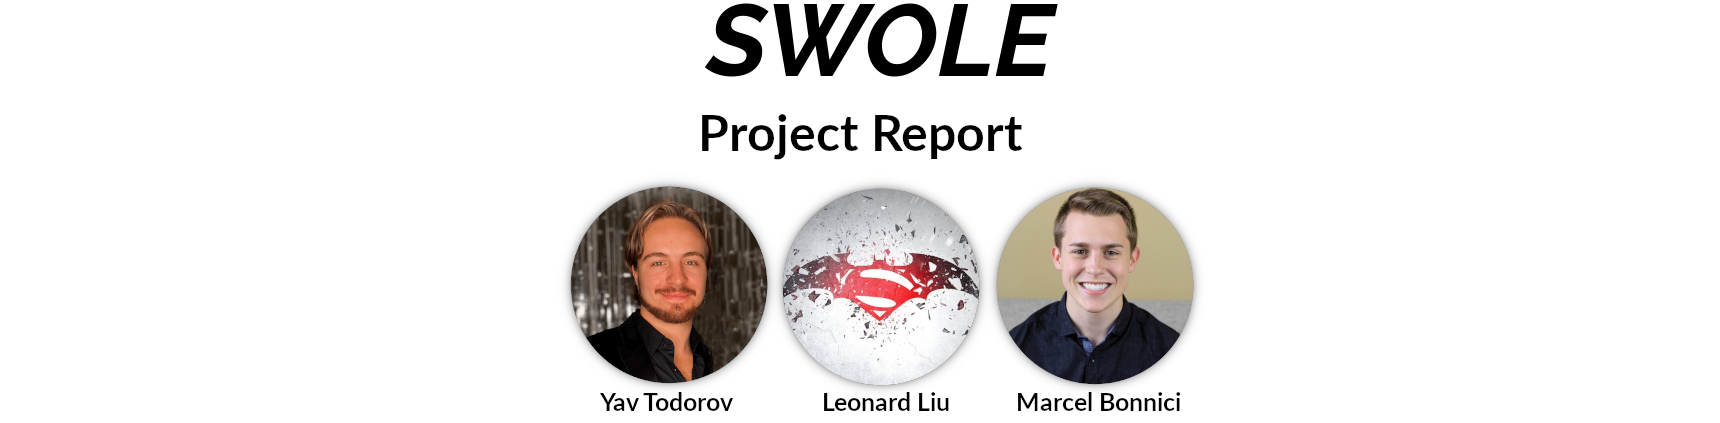 SWOLE
Project Report
Yav Todorov
Leonard Liu
Marcel Bonnici